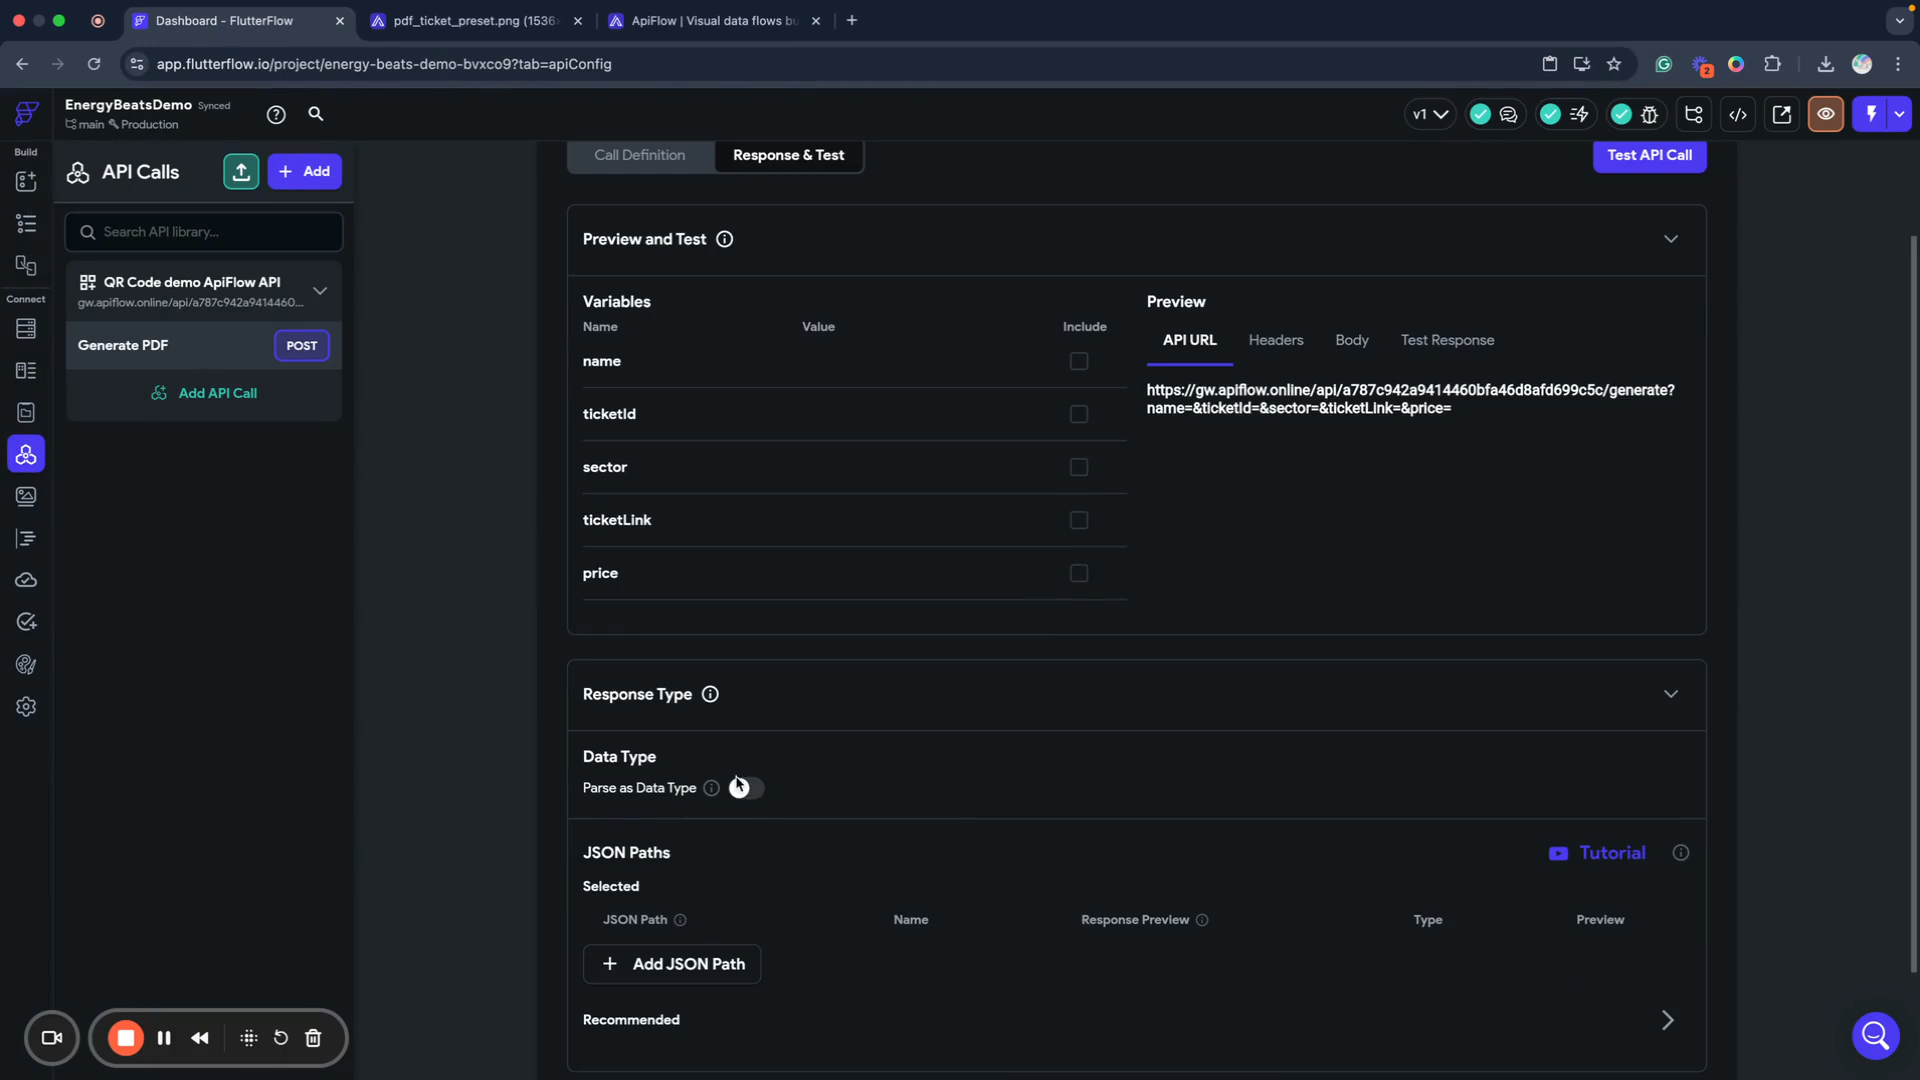 Dashboard - FlutterFlow
pdf_ticket_preset.png (1536×
ApiFlow | Visual data flows bu
app.flutterflow.io/project/energy-beats-demo-bvxco9?tab=apiConfig
2
EnergyBeatsDemo Synced
main Production
v1
Build
API Calls
+ Add
Call Definition
Response & Test
Test API Call
Search API library...
Preview and Test
QR Code demo ApiFlow API
gw.apiflow.online/api/a787c942a9414460...
Connect
Variables
Preview
Name
Value
Include
API URL
Headers
Body
Test Response
Generate PDF
POST
name
https://gw.apiflow.online/api/a787c942a9414460bfa46d8afd699c5c/generate?
name=&ticketId=&sector=&ticketLink=&price=
Add API Call
ticketId
sector
ticketLink
price
Response Type
Data Type
Parse as Data Type
JSON Paths
Tutorial
Selected
JSON Path
Name
Response Preview
Type
Preview
+ Add JSON Path
Recommended